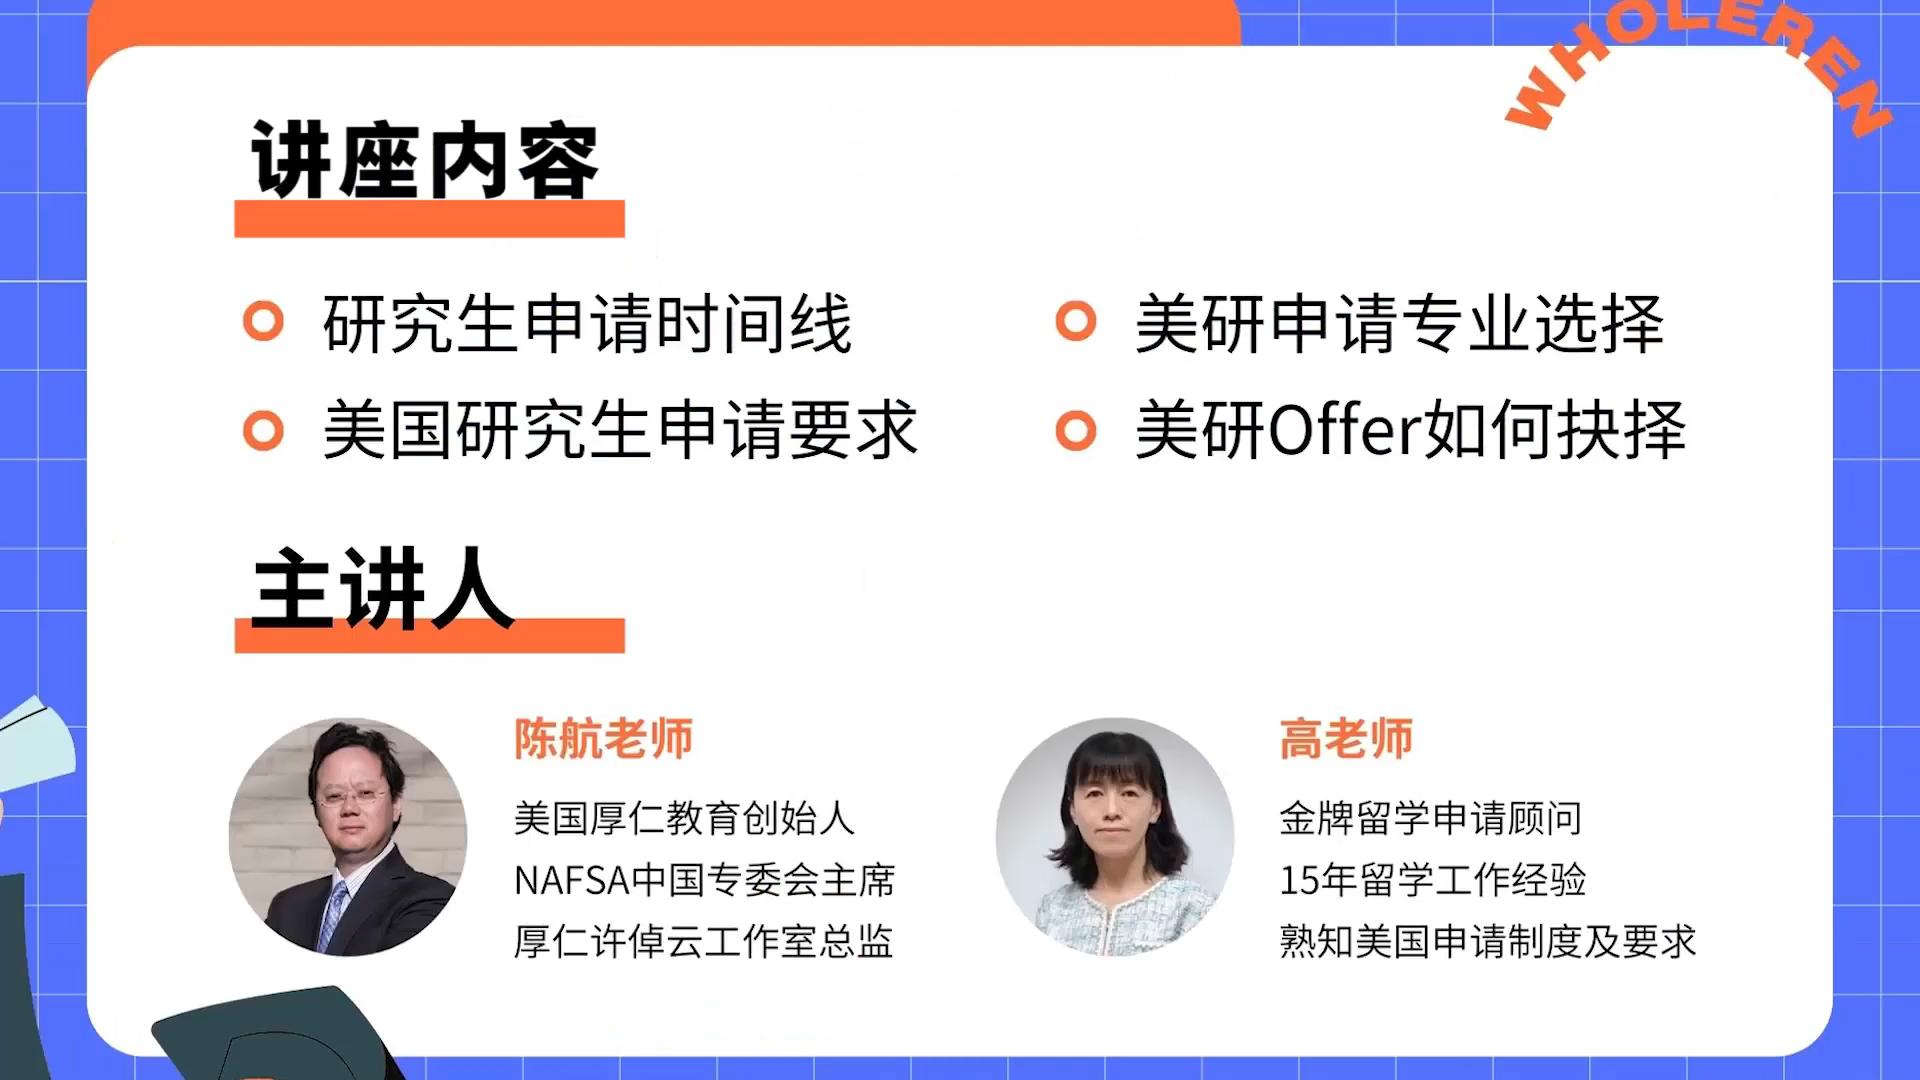 WHOLEREN
讲座内容
研究生申请时间线
美研申请专业选择
美国研究生申请要求
美研Offer如何抉择
主讲人
陈航老师
美国厚仁教育创始人
NAFSA中国专委会主席
厚仁许倬云工作室总监
高老师
金牌留学申请顾问
15年留学工作经验
熟知美国申请制度及要求